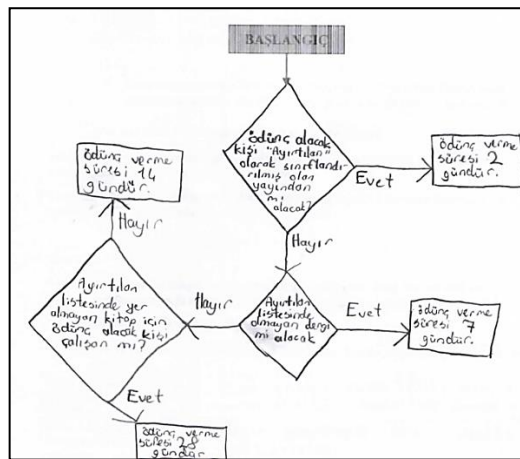 BAŞLANGIÇ
ödünç alacak
kişi "Ayırtılan"
olarak sınıflandır
rılmış olan
yayından
mı
alacak?
Evet
ödünç verme
süresi 2
gündür.
Hayır
Ayırtılan
listesinde
olmayan dergi
mi alacak
Evet
ödünç verme
süresi 7
gündür.
Hayır
Ayırtılan
listesinde yer
olmayan kitap için
ödünç alacak kişi
çalışan mı?
Hayır
ödünç verme
süresi 14
gündür.
Evet
ödünç verme
süresi 28
gündür